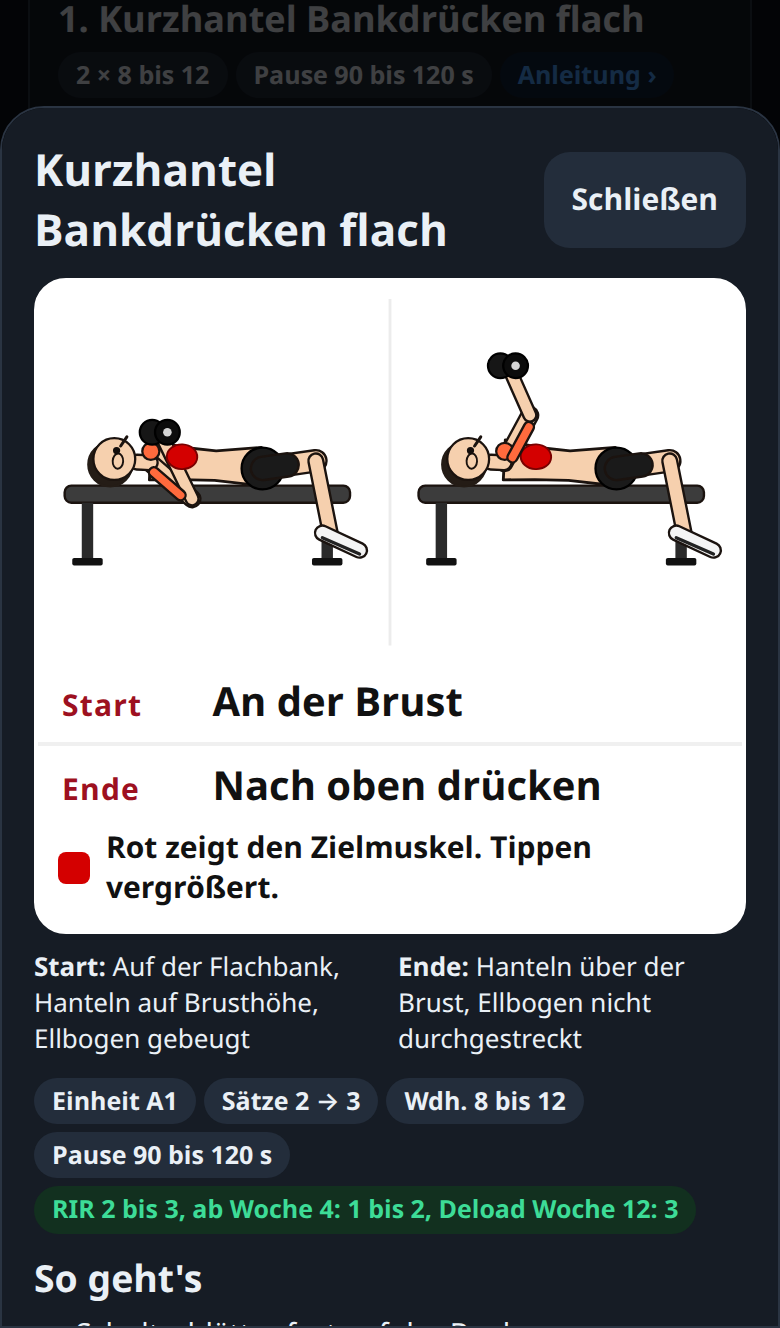 1. Kurzhantel Bankdrücken flach
2 × 8 bis 12
Pause 90 bis 120 s
Anleitung ›
Kurzhantel
Bankdrücken flach
Schließen
Start
An der Brust
Ende
Nach oben drücken
Rot zeigt den Zielmuskel. Tippen
vergrößert.
Start: Auf der Flachbank,
Hanteln auf Brusthöhe,
Ellbogen gebeugt
Ende: Hanteln über der
Brust, Ellbogen nicht
durchgestreckt
Einheit A1
Sätze 2 → 3
Wdh. 8 bis 12
Pause 90 bis 120 s
RIR 2 bis 3, ab Woche 4: 1 bis 2, Deload Woche 12: 3
So geht's